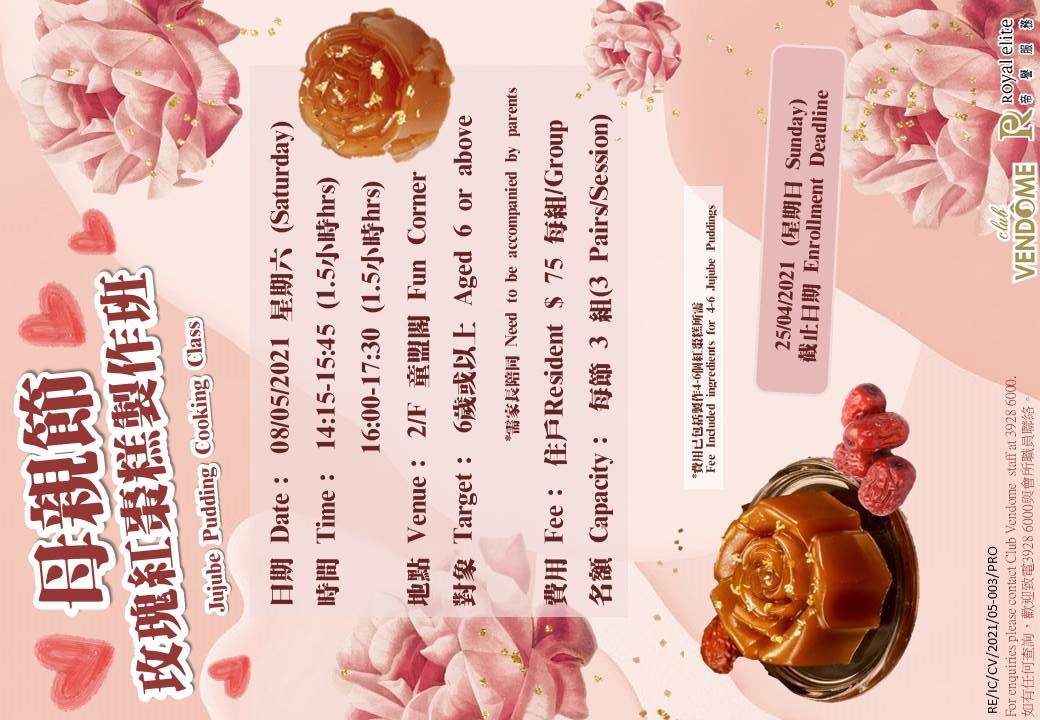 母親節
玫瑰紅棗糕製作班
Jujube Pudding Cooking Class
日期 Date： 08/05/2021 星期六 (Saturday)
時間 Time： 14:15-15:45 (1.5小時hrs)
16:00-17:30 (1.5小時hrs)
地點 Venue： 2/F 童盟閣 Fun Corner
對象 Target： 6歲或以上 Aged 6 or above
*需家長陪同 Need to be accompanied by parents
費用 Fee： 住戶Resident $ 75 每組/Group
名額 Capacity： 每節 3 組(3 Pairs/Session)
*費用已包括製作4-6個紅棗糕所需
Fee Included ingredients for 4-6 Jujube Puddings
25/04/2021 (星期日 Sunday)
截止日期 Enrollment Deadline
RE/IC/CV/2021/05-003/PRO
For enquiries please contact Club Vendome staff at 3928 6000.
如有任何查詢，歡迎致電3928 6000與會所職員聯絡。
club
VENDÔME
Royal elite
帝譽服務